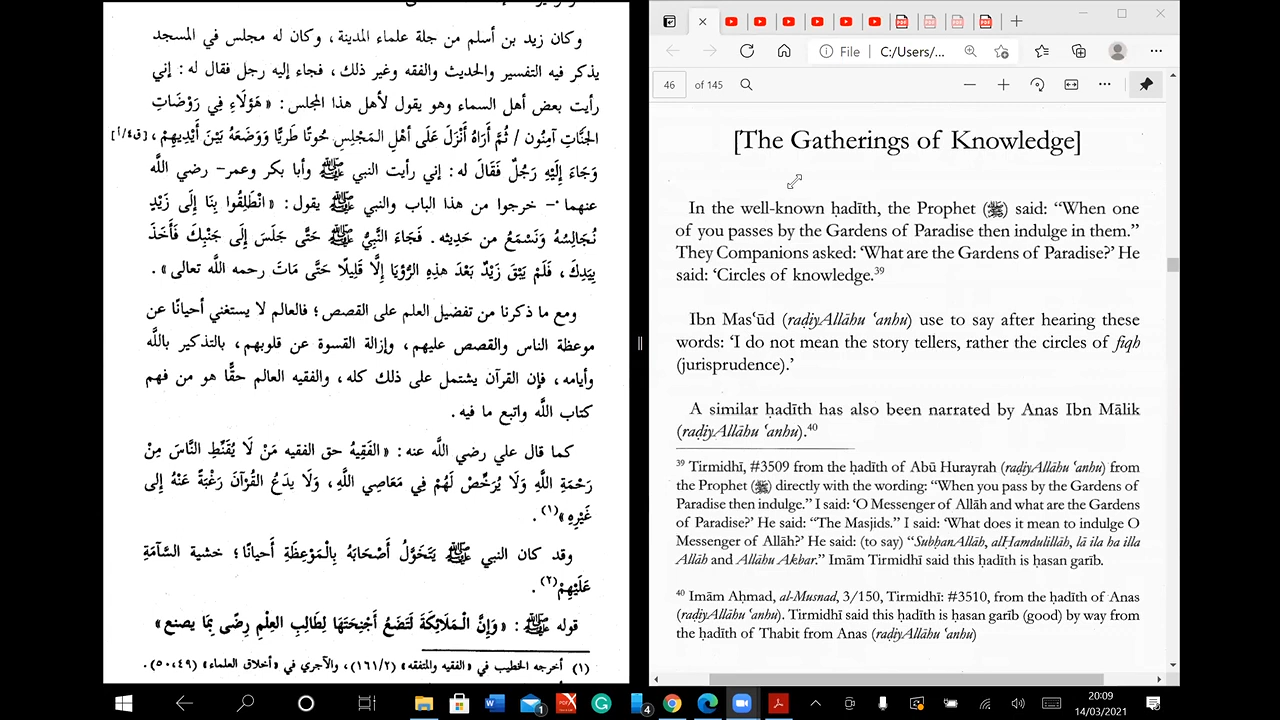 وكان زيد بن أسلم من جلة علماء المدينة، وكان له مجلس في المسجد
يذكر فيه التفسير والحديث والفقه وغير ذلك، فجاء إليه رجل فقال له: إني
رأيت بعض أهل السماء وهو يقول لأهل هذا المجلس: «هَؤُلَاءِ فِي رَوْضَاتِ
الجَنَّاتِ آمِنُون / ثُمَّ أَرَاهُ أَنْزَلَ عَلَى أَهْلِ المَجْلِسِ حُوتًا طَرِيًّا وَوَضَعَهُ بَيْنَ أَيْدِيهِمْ، [ق٤/أ]
وَجَاءَ إِلَيْهِ رَجُلٌ فَقَالَ لَه: إني رأيت النبي ﷺ وأبا بكر وعمر- رضي اللَّه
عنهما - خرجوا من هذا الباب والنبي ﷺ يقول: «انْطَلِقُوا بِنَا إِلَى زَيْدٍ
نُجَالِسُهُ وَنَسْمَعُ من حَدِيثه. فَجَاءَ النَّبِيُّ ﷺ حَتَّى جَلَسَ إِلَى جَنْبِكَ فَأَخَذَ
بِيَدِكَ، فَلَمْ يَبْقَ زَيْدٌ بَعْدَ هذِهِ الرُّؤْيَا إِلَّا قَلِيلًا حَتَّى مَاتَ رحمه اللَّه تعالى».
ومع ما ذكرنا من تفضيل العلم على القصص؛ فالعالم لا يستغني أحيانًا عن
موعظة الناس والقصص عليهم، وإزالة القسوة عن قلوبهم، بالتذكير باللَّه
وأيامه، فإن القرآن يشتمل على ذلك كله، والفقيه العالم حقًّا هو من فهم
كتاب اللَّه واتبع ما فيه.
كما قال علي رضي اللَّه عنه: «الفَقِيهُ حق الفقيه مَنْ لَا يُقَنِّطِ النَّاسَ مِنْ
رَحْمَةِ اللَّهِ وَلَا يُرَخِّصْ لَهُمْ فِي مَعَاصِي اللَّهِ، وَلَا يدَعُ القُرْآنَ رَغْبَةً عَنْهُ إِلى
غَيْرِهِ»(١).
وقد كان النبي ﷺ يَتَخَوَّلُ أَصْحَابَهُ بِالْمَوْعِظَةِ أَحيانًا؛ خشية السَّآمَةِ
عَلَيْهِمْ(٢).
قوله ﷺ: «وَإِنَّ الْمَلَائِكَةَ لَتَضَعُ أَجْنِحَتَهَا لِطَالِبِ العِلْمِ رِضًى بِمَا يصنع»
(١) أخرجه الخطيب في «الفقيه والمتفقه» (١٦١/٢)، والآجري في «أخلاق العلماء» (٤٩، ٥٠).
File
C:/Users/...
46 of 145
[The Gatherings of Knowledge]
In the well-known ḥadīth, the Prophet (ﷺ) said: “When one
of you passes by the Gardens of Paradise then indulge in them.”
They Companions asked: ‘What are the Gardens of Paradise?’ He
said: ‘Circles of knowledge.39
Ibn Mas‘ūd (raḍiyAllāhu ‘anhu) use to say after hearing these
words: ‘I do not mean the story tellers, rather the circles of fiqh
(jurisprudence).’
A similar ḥadīth has also been narrated by Anas Ibn Mālik
(raḍiyAllāhu ‘anhu).40
39 Tirmidhī, #3509 from the ḥadīth of Abū Hurayrah (raḍiyAllāhu ‘anhu) from
the Prophet (ﷺ) directly with the wording: “When you pass by the Gardens of
Paradise then indulge.” I said: ‘O Messenger of Allāh and what are the Gardens
of Paradise?’ He said: “The Masjids.” I said: ‘What does it mean to indulge O
Messenger of Allāh?’ He said: (to say) “SubḥanAllāh, alḤamdulillāh, lā ila ha illa
Allāh and Allāhu Akbar.” Imām Tirmidhī said this ḥadīth is ḥasan garīb.
40 Imām Aḥmad, al-Musnad, 3/150, Tirmidhī: #3510, from the ḥadīth of Anas
(raḍiyAllāhu ‘anhu). Tirmidhī said this ḥadīth is ḥasan garīb (good) by way from
the ḥadīth of Thabit from Anas (raḍiyAllāhu ‘anhu)
20:09
14/03/2021